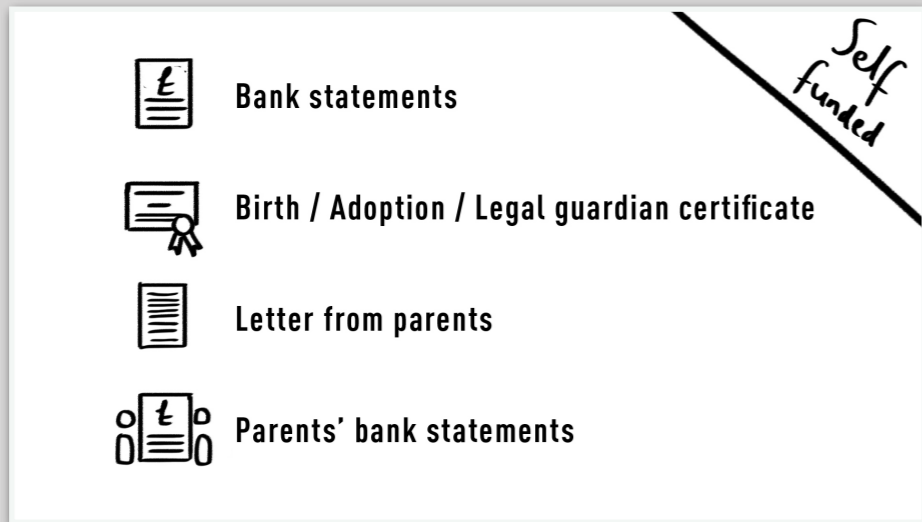 Self
funded
£
Bank statements
Birth / Adoption / Legal guardian certificate
Letter from parents
£
Parents’ bank statements